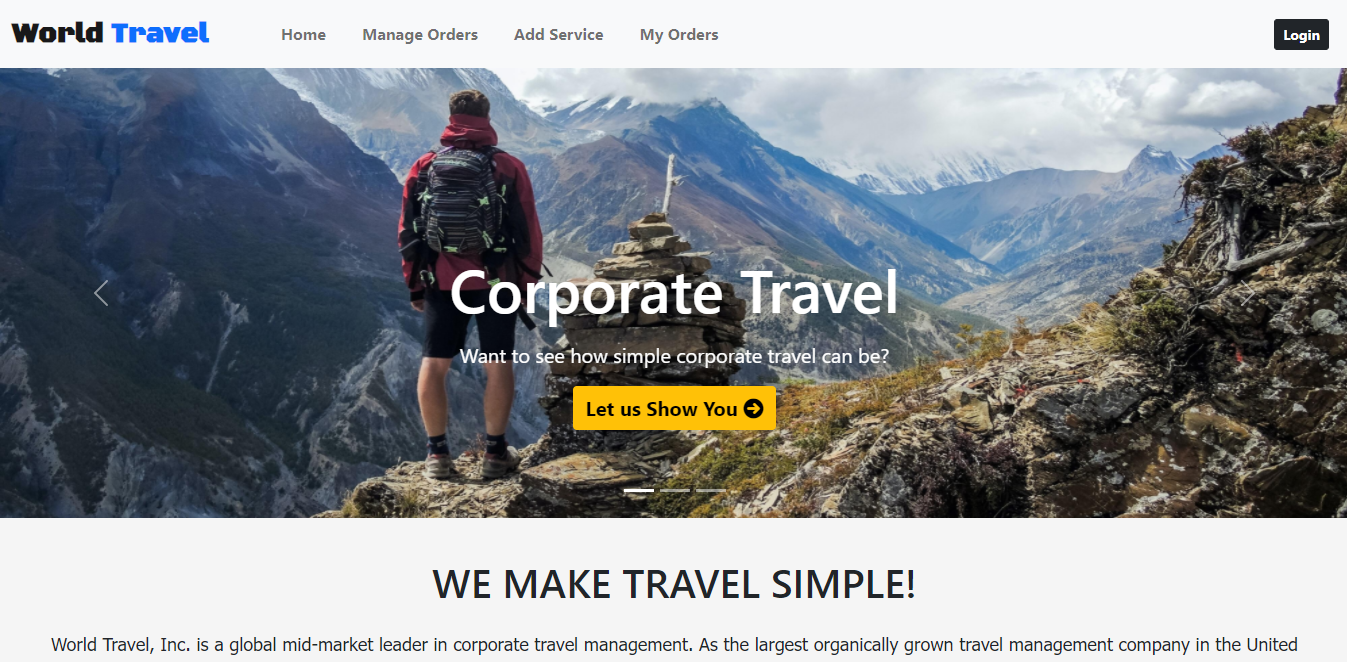 World Travel Home Manage Orders Add Service My Orders Login
Corporate Travel
Want to see how simple corporate travel can be?
Let us Show You
WE MAKE TRAVEL SIMPLE!
World Travel, Inc. is a global mid-market leader in corporate travel management. As the largest organically grown travel management company in the United